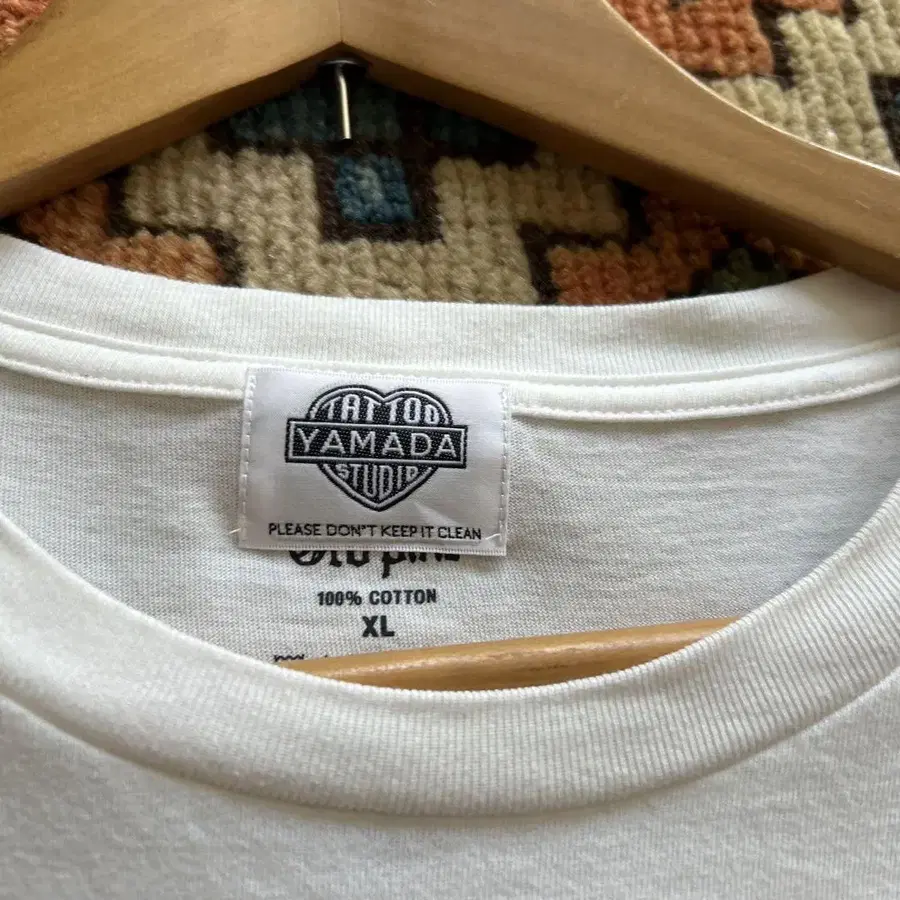 TATTOO
YAMADA
STUDIO
PLEASE DON'T KEEP IT CLEAN
100% COTTON
XL